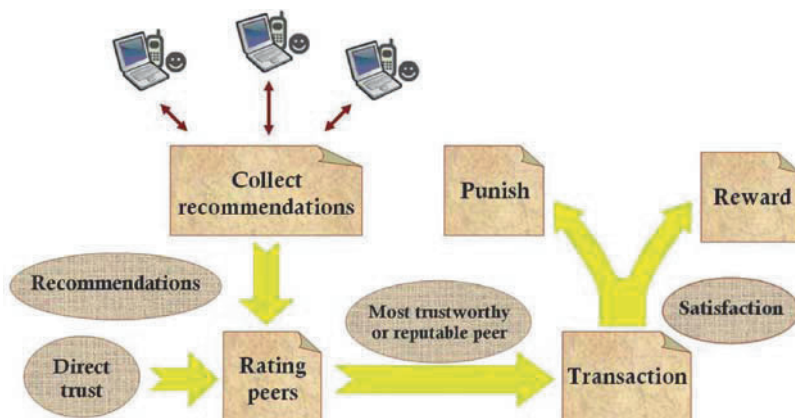 Collect
recommendations
Punish
Reward
Recommendations
Most trustworthy
or reputable peer
Satisfaction
Direct
trust
Rating
peers
Transaction